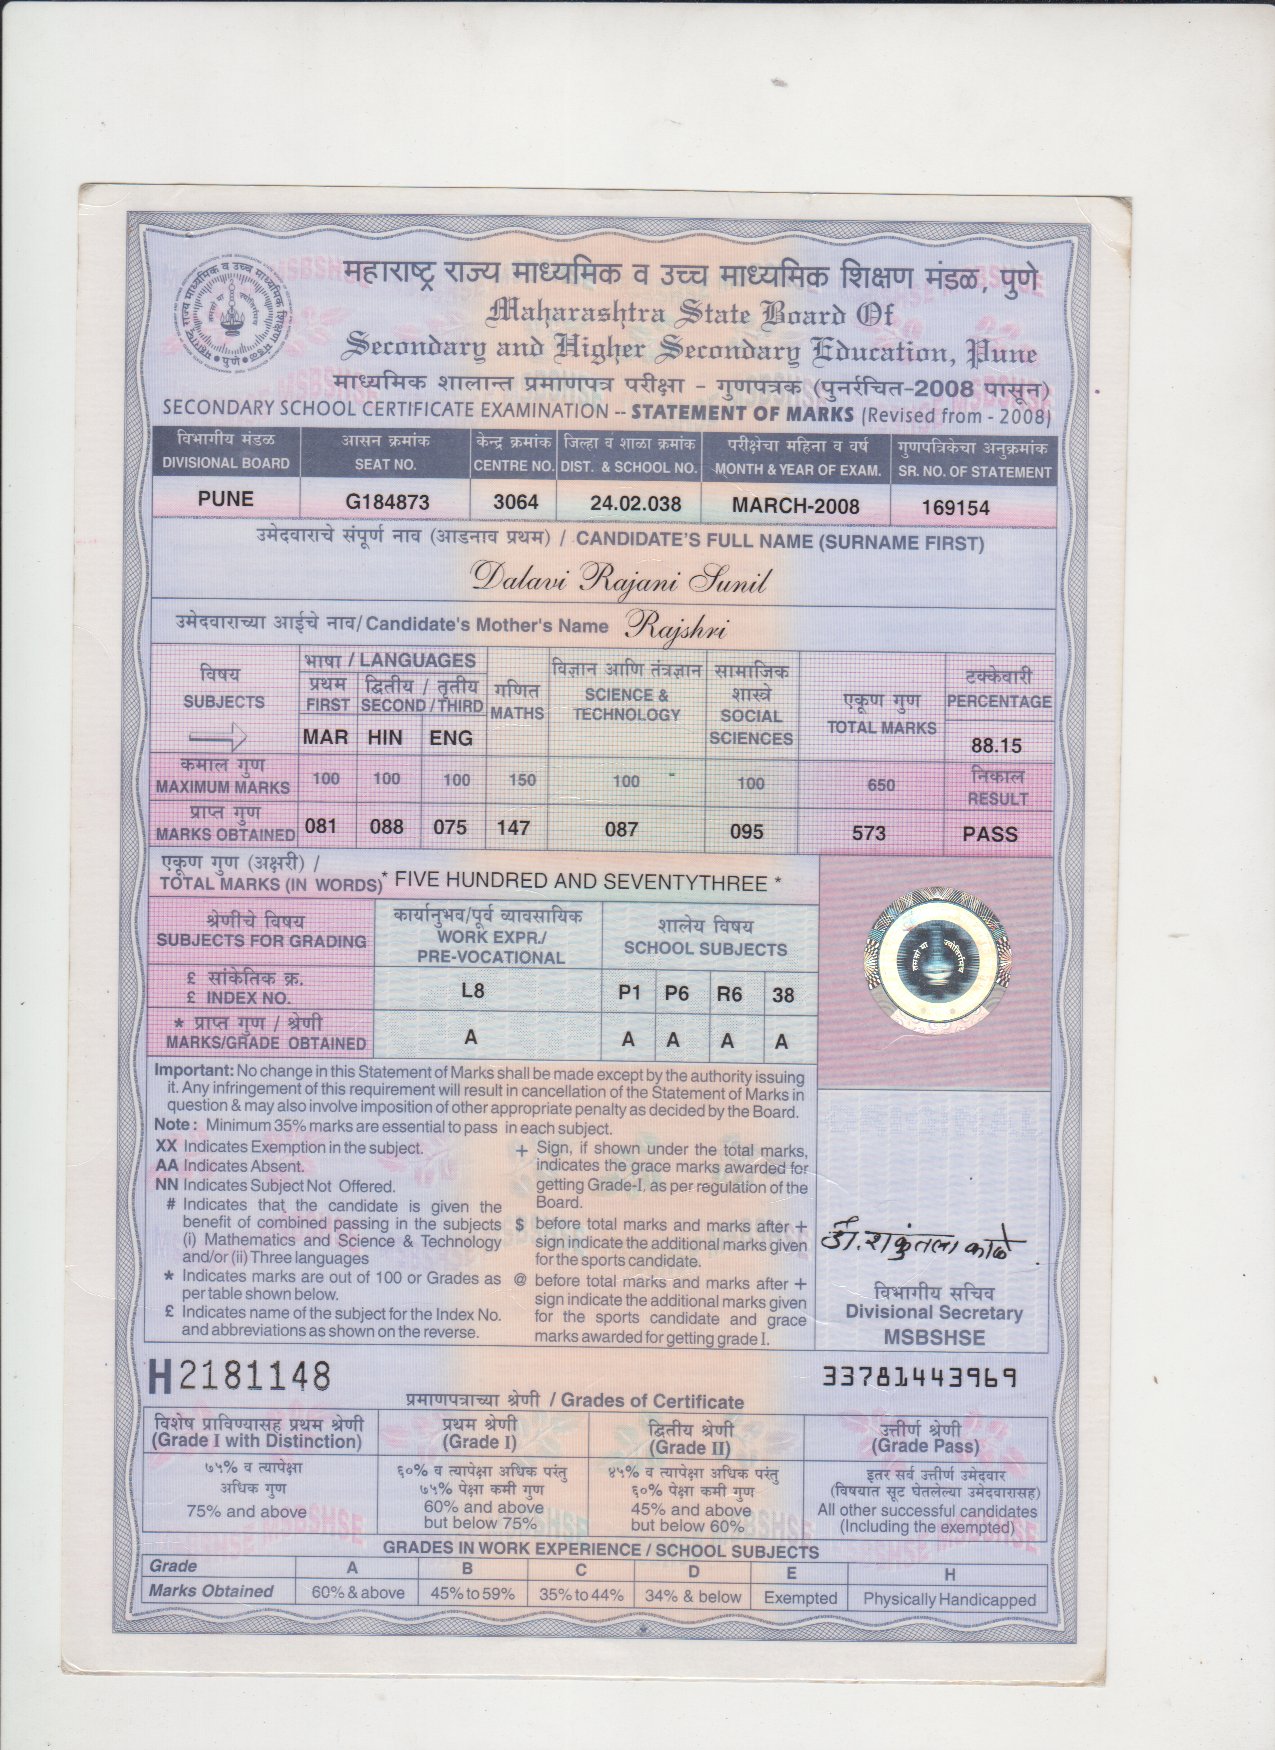 महाराष्ट्र राज्य माध्यमिक व उच्च माध्यमिक शिक्षण मंडळ, पुणे
Maharashtra State Board Of
Secondary and Higher Secondary Education, Pune
माध्यमिक शालान्त प्रमाणपत्र परीक्षा - गुणपत्रक (पुनर्रचित-2008 पासून)
SECONDARY SCHOOL CERTIFICATE EXAMINATION -- STATEMENT OF MARKS (Revised from - 2008)
विभागीय मंडळ आसन क्रमांक केन्द्र क्रमांक जिल्हा व शाळा क्रमांक परीक्षेचा महिना व वर्ष गुणपत्रिकेचा अनुक्रमांक
DIVISIONAL BOARD SEAT NO. CENTRE NO. DIST. & SCHOOL NO. MONTH & YEAR OF EXAM. SR. NO. OF STATEMENT
PUNE G184873 3064 24.02.038 MARCH-2008 169154
उमेदवाराचे संपूर्ण नाव (आडनाव प्रथम) / CANDIDATE'S FULL NAME (SURNAME FIRST)
Dalavi Rajani Sunil
उमेदवाराच्या आईचे नाव/ Candidate's Mother's Name Rajshri
विषय
SUBJECTS
भाषा / LANGUAGES
प्रथम द्वितीय / तृतीय
FIRST SECOND / THIRD
MAR HIN ENG
गणित
MATHS
विज्ञान आणि तंत्रज्ञान
SCIENCE &
TECHNOLOGY
सामाजिक
शास्त्रे
SOCIAL
SCIENCES
एकूण गुण
TOTAL MARKS
टक्केवारी
PERCENTAGE
88.15
कमाल गुण
MAXIMUM MARKS 100 100 100 150 100 100 650
निकाल
RESULT
प्राप्त गुण
MARKS OBTAINED 081 088 075 147 087 095 573 PASS
एकूण गुण (अक्षरी) /
TOTAL MARKS (IN WORDS) * FIVE HUNDRED AND SEVENTYTHREE *
श्रेणीचे विषय
SUBJECTS FOR GRADING
कार्यानुभव/पूर्व व्यावसायिक
WORK EXPR./
PRE-VOCATIONAL
शालेय विषय
SCHOOL SUBJECTS
£ सांकेतिक क्र.
£ INDEX NO. L8 P1 P6 R6 38
* प्राप्त गुण / श्रेणी
MARKS/GRADE OBTAINED A A A A A
Important: No change in this Statement of Marks shall be made except by the authority issuing
it. Any infringement of this requirement will result in cancellation of the Statement of Marks in
question & may also involve imposition of other appropriate penalty as decided by the Board.
Note : Minimum 35% marks are essential to pass in each subject.
XX Indicates Exemption in the subject.
AA Indicates Absent.
NN Indicates Subject Not Offered.
# Indicates that the candidate is given the
benefit of combined passing in the subjects
(i) Mathematics and Science & Technology
and/or (ii) Three languages
* Indicates marks are out of 100 or Grades as
per table shown below.
£ Indicates name of the subject for the Index No.
and abbreviations as shown on the reverse.
+ Sign, if shown under the total marks,
indicates the grace marks awarded for
getting Grade-I, as per regulation of the
Board.
$ before total marks and marks after +
sign indicate the additional marks given
for the sports candidate.
@ before total marks and marks after +
sign indicate the additional marks given
for the sports candidate and grace
marks awarded for getting grade I.
डॉ. शकुंतला काळे
विभागीय सचिव
Divisional Secretary
MSBSHSE
H 2181148
33781443969
प्रमाणपत्राच्या श्रेणी / Grades of Certificate
विशेष प्राविण्यासह प्रथम श्रेणी
(Grade I with Distinction)
प्रथम श्रेणी
(Grade I)
द्वितीय श्रेणी
(Grade II)
उत्तीर्ण श्रेणी
(Grade Pass)
७५% व त्यापेक्षा
अधिक गुण
75% and above
६०% व त्यापेक्षा अधिक परंतु
७५% पेक्षा कमी गुण
60% and above
but below 75%
४५% व त्यापेक्षा अधिक परंतु
६०% पेक्षा कमी गुण
45% and above
but below 60%
इतर सर्व उत्तीर्ण उमेदवार
(विषयात सूट घेतलेल्या उमेदवारासह)
All other successful candidates
(Including the exempted)
GRADES IN WORK EXPERIENCE / SCHOOL SUBJECTS
Grade A B C D E H
Marks Obtained 60% & above 45% to 59% 35% to 44% 34% & below Exempted Physically Handicapped